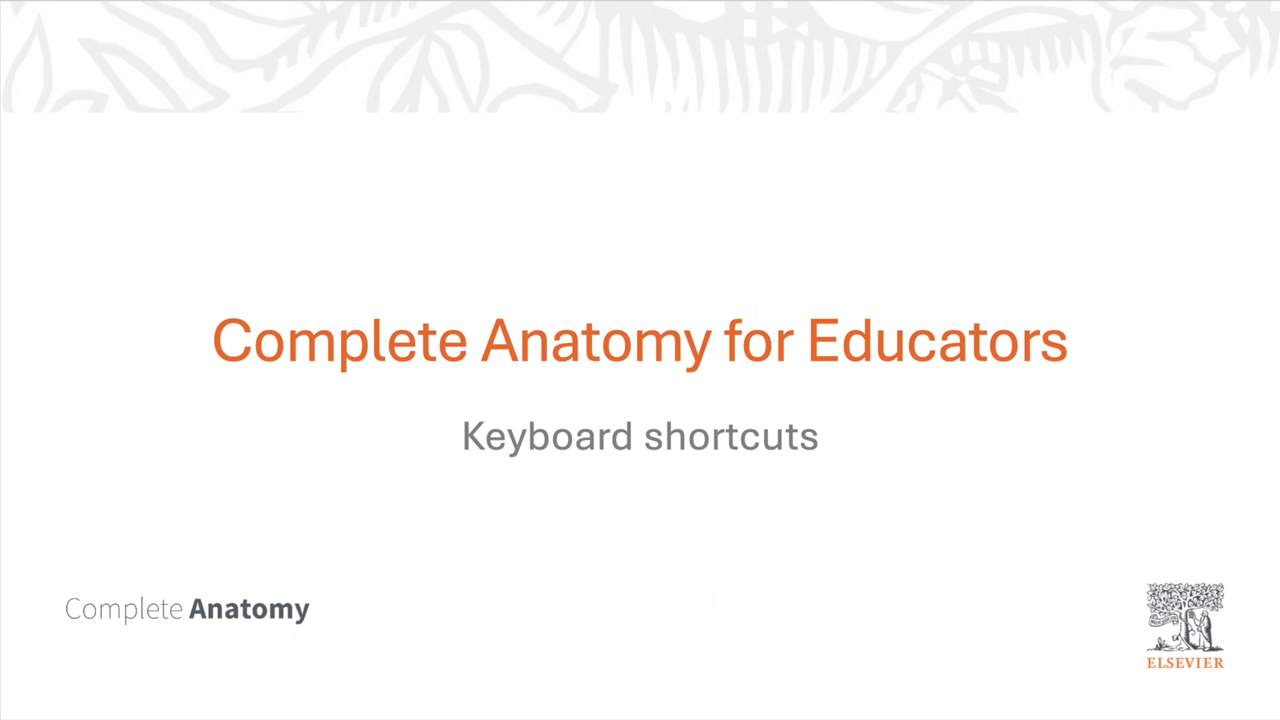 Complete Anatomy for Educators
Keyboard shortcuts
Complete Anatomy
ELSEVIER